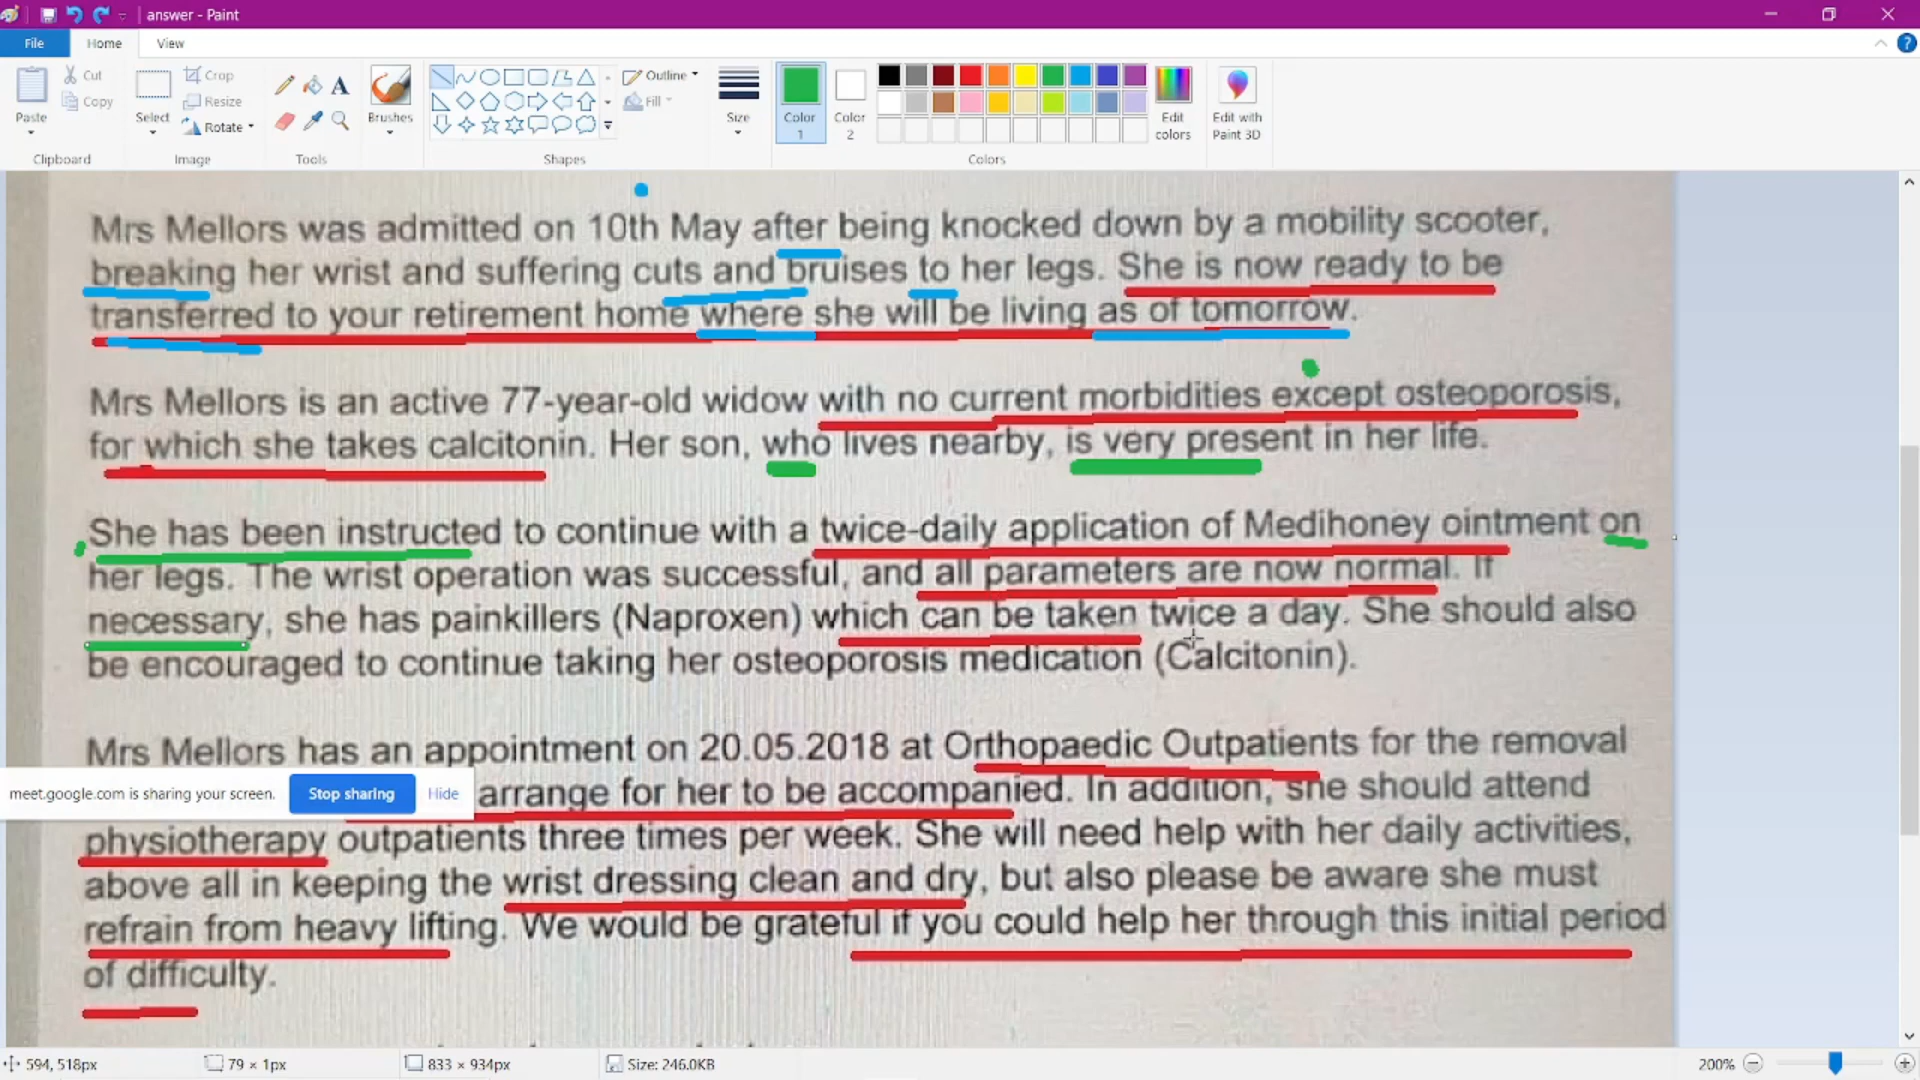 answer - Paint
File
Home
View
Paste
Cut
Copy
Clipboard
Select
Crop
Resize
Rotate
Image
Tools
Brushes
Shapes
Outline
Fill
Size
Color
1
Color
2
Colors
Edit
colors
Edit with
Paint 3D
Mrs Mellors was admitted on 10th May after being knocked down by a mobility scooter,
breaking her wrist and suffering cuts and bruises to her legs. She is now ready to be
transferred to your retirement home where she will be living as of tomorrow.
Mrs Mellors is an active 77-year-old widow with no current morbidities except osteoporosis,
for which she takes calcitonin. Her son, who lives nearby, is very present in her life.
She has been instructed to continue with a twice-daily application of Medihoney ointment on
her legs. The wrist operation was successful, and all parameters are now normal. If
necessary, she has painkillers (Naproxen) which can be taken twice a day. She should also
be encouraged to continue taking her osteoporosis medication (Calcitonin).
Mrs Mellors has an appointment on 20.05.2018 at Orthopaedic Outpatients for the removal
arrange for her to be accompanied. In addition, she should attend
physiotherapy outpatients three times per week. She will need help with her daily activities,
above all in keeping the wrist dressing clean and dry, but also please be aware she must
refrain from heavy lifting. We would be grateful if you could help her through this initial period
of difficulty.
meet.google.com is sharing your screen.
Stop sharing
Hide
594, 518px
79 × 1px
833 × 934px
Size: 246.0KB
200%